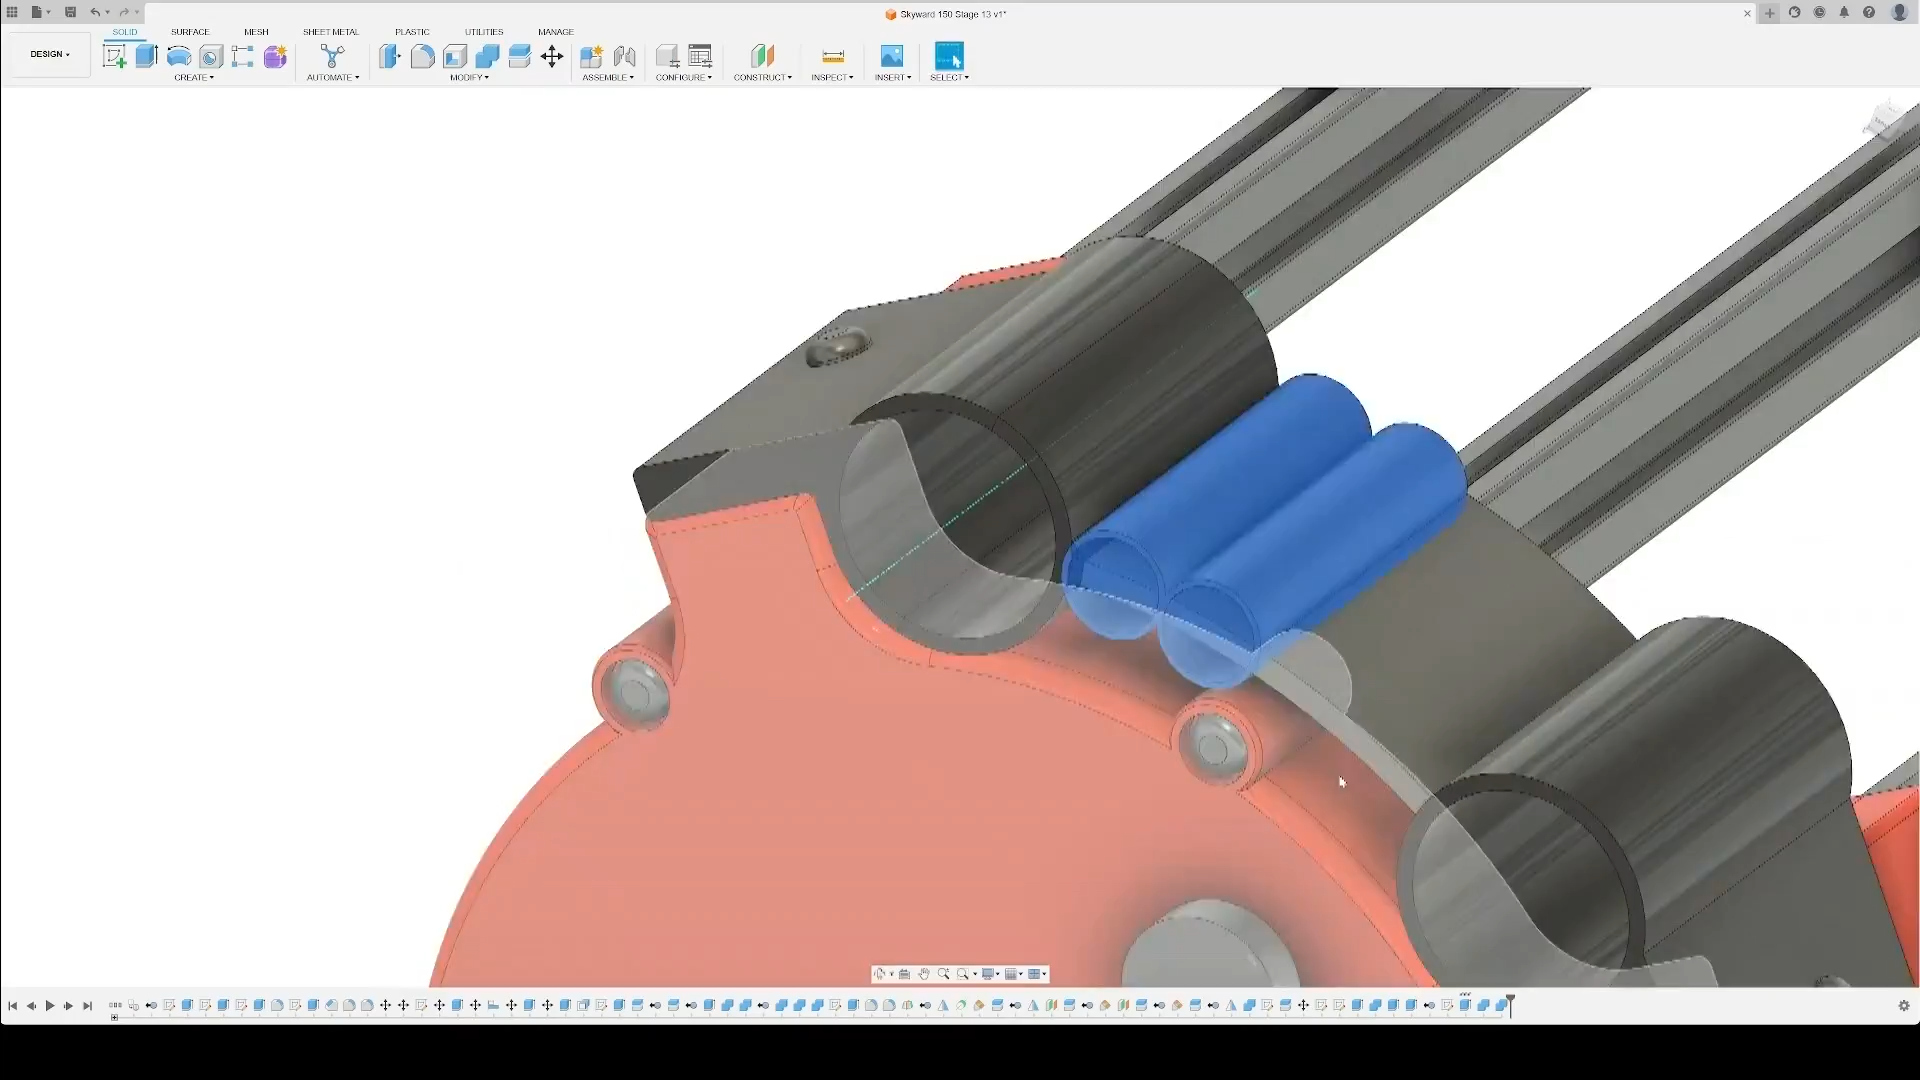 Skyward 150 Stage 13 v1*
SOLID SURFACE MESH SHEET METAL PLASTIC UTILITIES MANAGE
DESIGN
CREATE AUTOMATE MODIFY ASSEMBLE CONFIGURE CONSTRUCT INSPECT INSERT SELECT